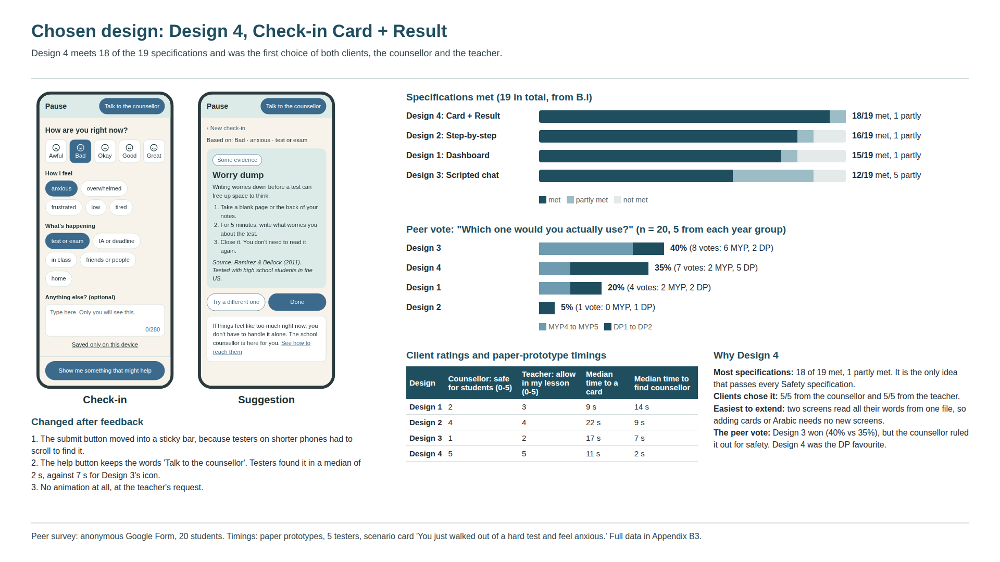 Chosen design: Design 4, Check-in Card + Result
Design 4 meets 18 of the 19 specifications and was the first choice of both clients, the counsellor and the teacher.
Pause
Talk to the counsellor
How are you right now?
Awful
Bad
Okay
Good
Great
How I feel
anxious
overwhelmed
frustrated
low
tired
What's happening
test or exam
IA or deadline
in class
friends or people
home
Anything else? (optional)
Type here. Only you will see this.
0/280
Saved only on this device
Show me something that might help
Check-in
Pause
Talk to the counsellor
‹ New check-in
Based on: Bad · anxious · test or exam
Some evidence
Worry dump
Writing worries down before a test can
free up space to think.
1. Take a blank page or the back of your
notes.
2. For 5 minutes, write what worries you
about the test.
3. Close it. You don't need to read it
again.
Source: Ramirez & Beilock (2011).
Tested with high school students in the
US.
Try a different one
Done
If things feel like too much right now, you
don't have to handle it alone. The school
counsellor is here for you. See how to
reach them
Suggestion
Changed after feedback
1. The submit button moved into a sticky bar, because testers on shorter phones had to
scroll to find it.
2. The help button keeps the words 'Talk to the counsellor'. Testers found it in a median of
2 s, against 7 s for Design 3's icon.
3. No animation at all, at the teacher's request.
Specifications met (19 in total, from B.i)
Design 4: Card + Result 18/19 met, 1 partly
Design 2: Step-by-step 16/19 met, 1 partly
Design 1: Dashboard 15/19 met, 1 partly
Design 3: Scripted chat 12/19 met, 5 partly
met partly met not met
Peer vote: "Which one would you actually use?" (n = 20, 5 from each year group)
Design 3 40% (8 votes: 6 MYP, 2 DP)
Design 4 35% (7 votes: 2 MYP, 5 DP)
Design 1 20% (4 votes: 2 MYP, 2 DP)
Design 2 5% (1 vote: 0 MYP, 1 DP)
MYP4 to MYP5 DP1 to DP2
Client ratings and paper-prototype timings
Design
Counsellor: safe
for students (0-5)
Teacher: allow
in my lesson
(0-5)
Median
time to a
card
Median time to
find counsellor
Design 1 2 3 9 s 14 s
Design 2 4 4 22 s 9 s
Design 3 1 2 17 s 7 s
Design 4 5 5 11 s 2 s
Why Design 4
Most specifications: 18 of 19 met, 1 partly met. It is the only idea
that passes every Safety specification.
Clients chose it: 5/5 from the counsellor and 5/5 from the teacher.
Easiest to extend: two screens read all their words from one file, so
adding cards or Arabic needs no new screens.
The peer vote: Design 3 won (40% vs 35%), but the counsellor ruled
it out for safety. Design 4 was the DP favourite.
Peer survey: anonymous Google Form, 20 students. Timings: paper prototypes, 5 testers, scenario card 'You just walked out of a hard test and feel anxious.' Full data in Appendix B3.